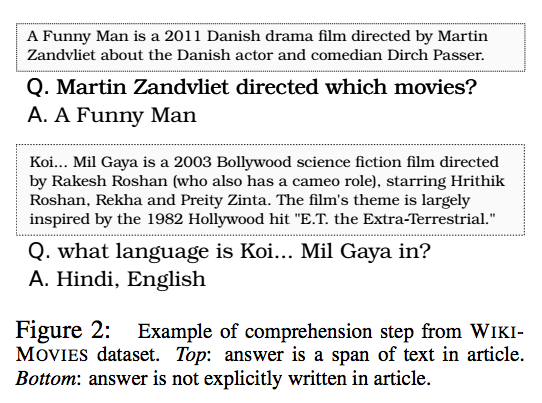 A Funny Man is a 2011 Danish drama film directed by Martin
Zandvliet about the Danish actor and comedian Dirch Passer.
Q. Martin Zandvliet directed which movies?
A. A Funny Man
Koi... Mil Gaya is a 2003 Bollywood science fiction film directed
by Rakesh Roshan (who also has a cameo role), starring Hrithik
Roshan, Rekha and Preity Zinta. The film's theme is largely
inspired by the 1982 Hollywood hit "E.T. the Extra-Terrestrial."
Q. what language is Koi... Mil Gaya in?
A. Hindi, English
Figure 2: Example of comprehension step from WIKI-
MOVIES dataset. Top: answer is a span of text in article.
Bottom: answer is not explicitly written in article.